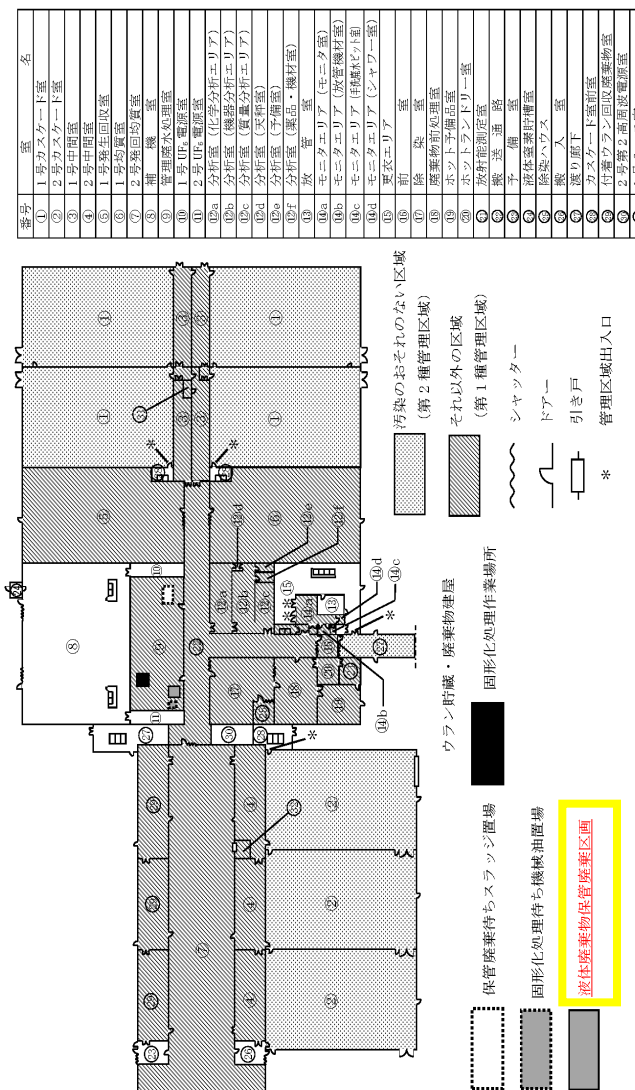 番号 室名
① 1号カスケード室
② 2号カスケード室
③ 1号中間室
④ 2号中間室
⑤ 1号発生回収室
⑥ 1号均質室
⑦ 2号発回均質室
⑧ 補機室
⑨ 管理廃水処理室
⑩ 1号UF₆電源室
⑪ 2号UF₆電源室
⑫a 分析室 (化学分析エリア)
⑫b 分析室 (機器分析エリア)
⑫c 分析室 (質量分析エリア)
⑫d 分析室 (天秤室)
⑫e 分析室 (予備室)
⑫f 分析室 (薬品・機材室)
⑬ 放管室
⑭a モニタエリア (モニタ室)
⑭b モニタエリア (放管機材室)
⑭c モニタエリア (手洗廃水ピット室)
⑭d モニタエリア (シャワー室)
⑮ 更衣エリア
⑯ 前室
⑰ 除染室
⑱ 廃棄物前処理室
⑲ ホット予備品室
⑳ ホットランドリー室
㉑ 放射能測定室
㉒ 搬送通路
㉓ 予備室
㉔ 液体窒素貯槽室
㉕ 除染ハウス
㉖ 搬入室
㉗ 渡り廊下
㉘ カスケード室前室
㉙ 付着ウラン回収廃棄物室
㉚ 2号第2高周波電源室
汚染のおそれのない区域
(第2種管理区域)
それ以外の区域
(第1種管理区域)
シャッター
ドアー
引き戸
* 管理区域出入口
ウラン貯蔵・廃棄物建屋
固形化処理作業場所
保管廃棄待ちスラッジ置場
固形化処理待ち機械油置場
液体廃棄物保管廃棄区画